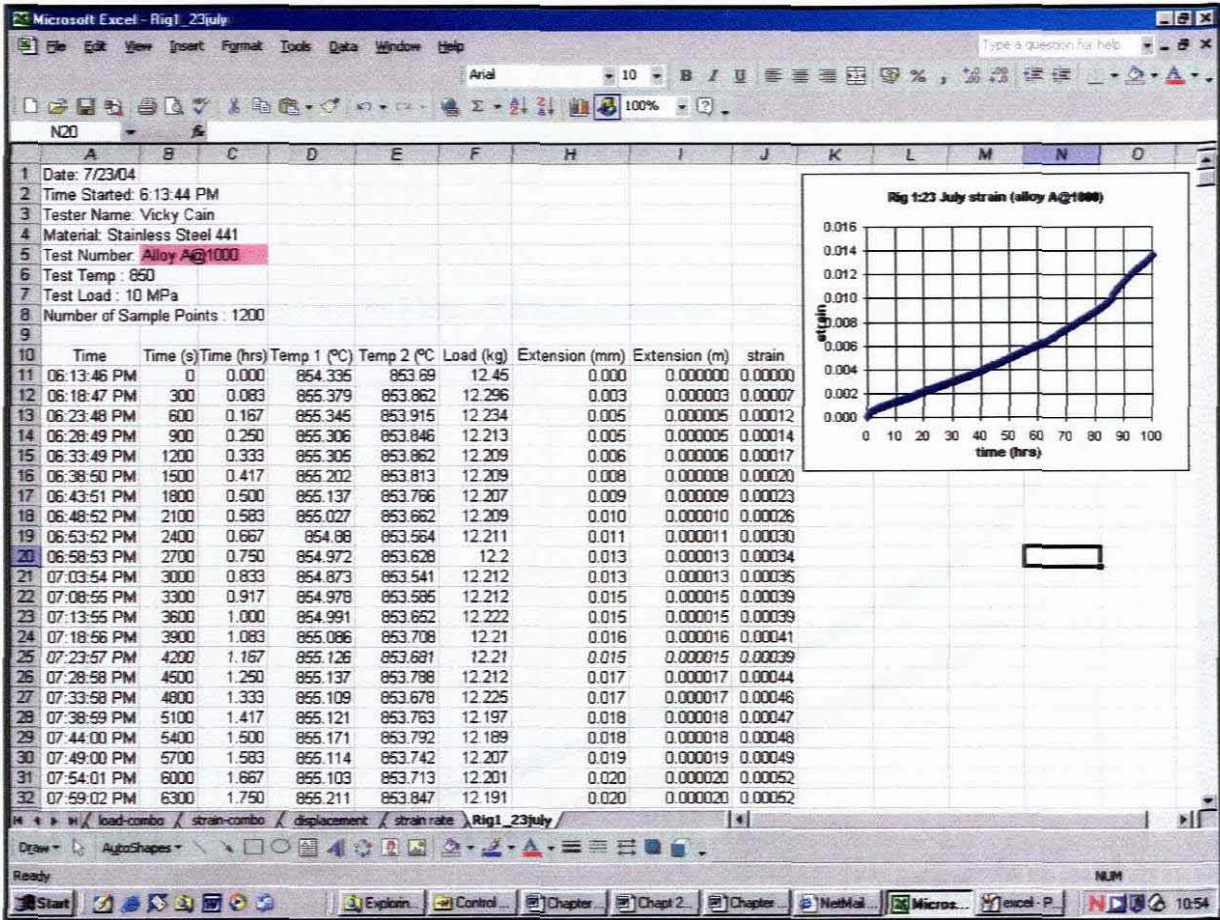 Microsoft Excel - Rig1_23july
File Edit View Insert Format Tools Data Window Help
Type a question for help
Arial 10 B I U
100%
N20 fx
A B C D E F H I J K L M N O
1 Date: 7/23/04
2 Time Started: 6:13:44 PM
3 Tester Name: Vicky Cain
4 Material: Stainless Steel 441
5 Test Number: Alloy A@1000
6 Test Temp : 850
7 Test Load : 10 MPa
8 Number of Sample Points : 1200
9
10 Time Time (s) Time (hrs) Temp 1 (ºC) Temp 2 (ºC Load (kg) Extension (mm) Extension (m) strain
11 06:13:46 PM 0 0.000 854.335 853.69 12.45 0.000 0.000000 0.00000
12 06:18:47 PM 300 0.083 855.379 853.862 12.296 0.003 0.000003 0.00007
13 06:23:48 PM 600 0.167 855.345 853.915 12.234 0.005 0.000005 0.00012
14 06:28:49 PM 900 0.250 855.306 853.846 12.213 0.005 0.000005 0.00014
15 06:33:49 PM 1200 0.333 855.305 853.862 12.209 0.006 0.000006 0.00017
16 06:38:50 PM 1500 0.417 855.202 853.813 12.209 0.008 0.000008 0.00020
17 06:43:51 PM 1800 0.500 855.137 853.766 12.207 0.009 0.000009 0.00023
18 06:48:52 PM 2100 0.583 855.027 853.662 12.209 0.010 0.000010 0.00026
19 06:53:52 PM 2400 0.667 854.88 853.564 12.211 0.011 0.000011 0.00030
20 06:58:53 PM 2700 0.750 854.972 853.628 12.2 0.013 0.000013 0.00034
21 07:03:54 PM 3000 0.833 854.873 853.541 12.212 0.013 0.000013 0.00035
22 07:08:55 PM 3300 0.917 854.978 853.585 12.212 0.015 0.000015 0.00039
23 07:13:55 PM 3600 1.000 854.991 853.652 12.222 0.015 0.000015 0.00039
24 07:18:56 PM 3900 1.083 855.086 853.708 12.21 0.016 0.000016 0.00041
25 07:23:57 PM 4200 1.167 855.126 853.681 12.21 0.015 0.000015 0.00039
26 07:28:58 PM 4500 1.250 855.137 853.798 12.212 0.017 0.000017 0.00044
27 07:33:58 PM 4800 1.333 855.109 853.678 12.225 0.017 0.000017 0.00046
28 07:38:59 PM 5100 1.417 855.121 853.763 12.197 0.018 0.000018 0.00047
29 07:44:00 PM 5400 1.500 855.171 853.792 12.189 0.018 0.000018 0.00048
30 07:49:00 PM 5700 1.583 855.114 853.742 12.207 0.019 0.000019 0.00049
31 07:54:01 PM 6000 1.667 855.103 853.713 12.201 0.020 0.000020 0.00052
32 07:59:02 PM 6300 1.750 855.211 853.847 12.191 0.020 0.000020 0.00052
Rig 1:23 July strain (alloy A@1000)
0.016
0.014
0.012
0.010
0.008
0.006
0.004
0.002
0.000
strain
0 10 20 30 40 50 60 70 80 90 100
time (hrs)
load-combo strain-combo displacement strain rate Rig1_23july
Draw AutoShapes
Ready NUM
Start Explorin... Control ... Chapter ... Chapt 2... Chapter ... NetMai... Micros... excel - P... 10:54